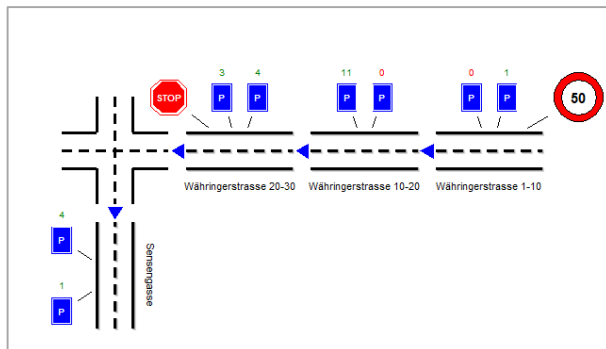 3 4 11 0 0 1
STOP P P P P P P 50
Währingerstrasse 20-30 Währingerstrasse 10-20 Währingerstrasse 1-10
4
P
Sensengasse
1
P